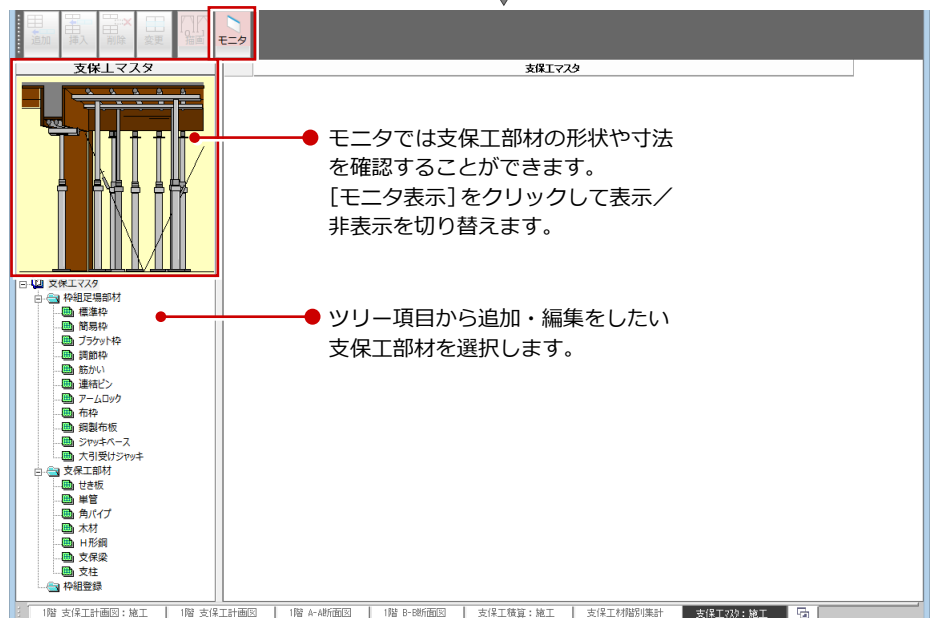 追加 挿入 削除 変更 描画 モニタ
支保工マスタ
支保工マスタ
モニタでは支保工部材の形状や寸法
を確認することができます。
[モニタ表示]をクリックして表示／
非表示を切り替えます。
支保工マスタ
枠組足場部材
標準枠
簡易枠
ブラケット枠
調節枠
筋かい
連結ピン
アームロック
布枠
鋼製布板
ジャッキベース
大引受けジャッキ
支保工部材
せき板
単管
角パイプ
木材
H形鋼
支保梁
支柱
枠組登録
ツリー項目から追加・編集をしたい
支保工部材を選択します。
1階 支保工計画図：施工 1階 支保工計画図 1階 A-A断面図 1階 B-B断面図 支保工積算：施工 支保工材階別集計 支保工マスタ：施工